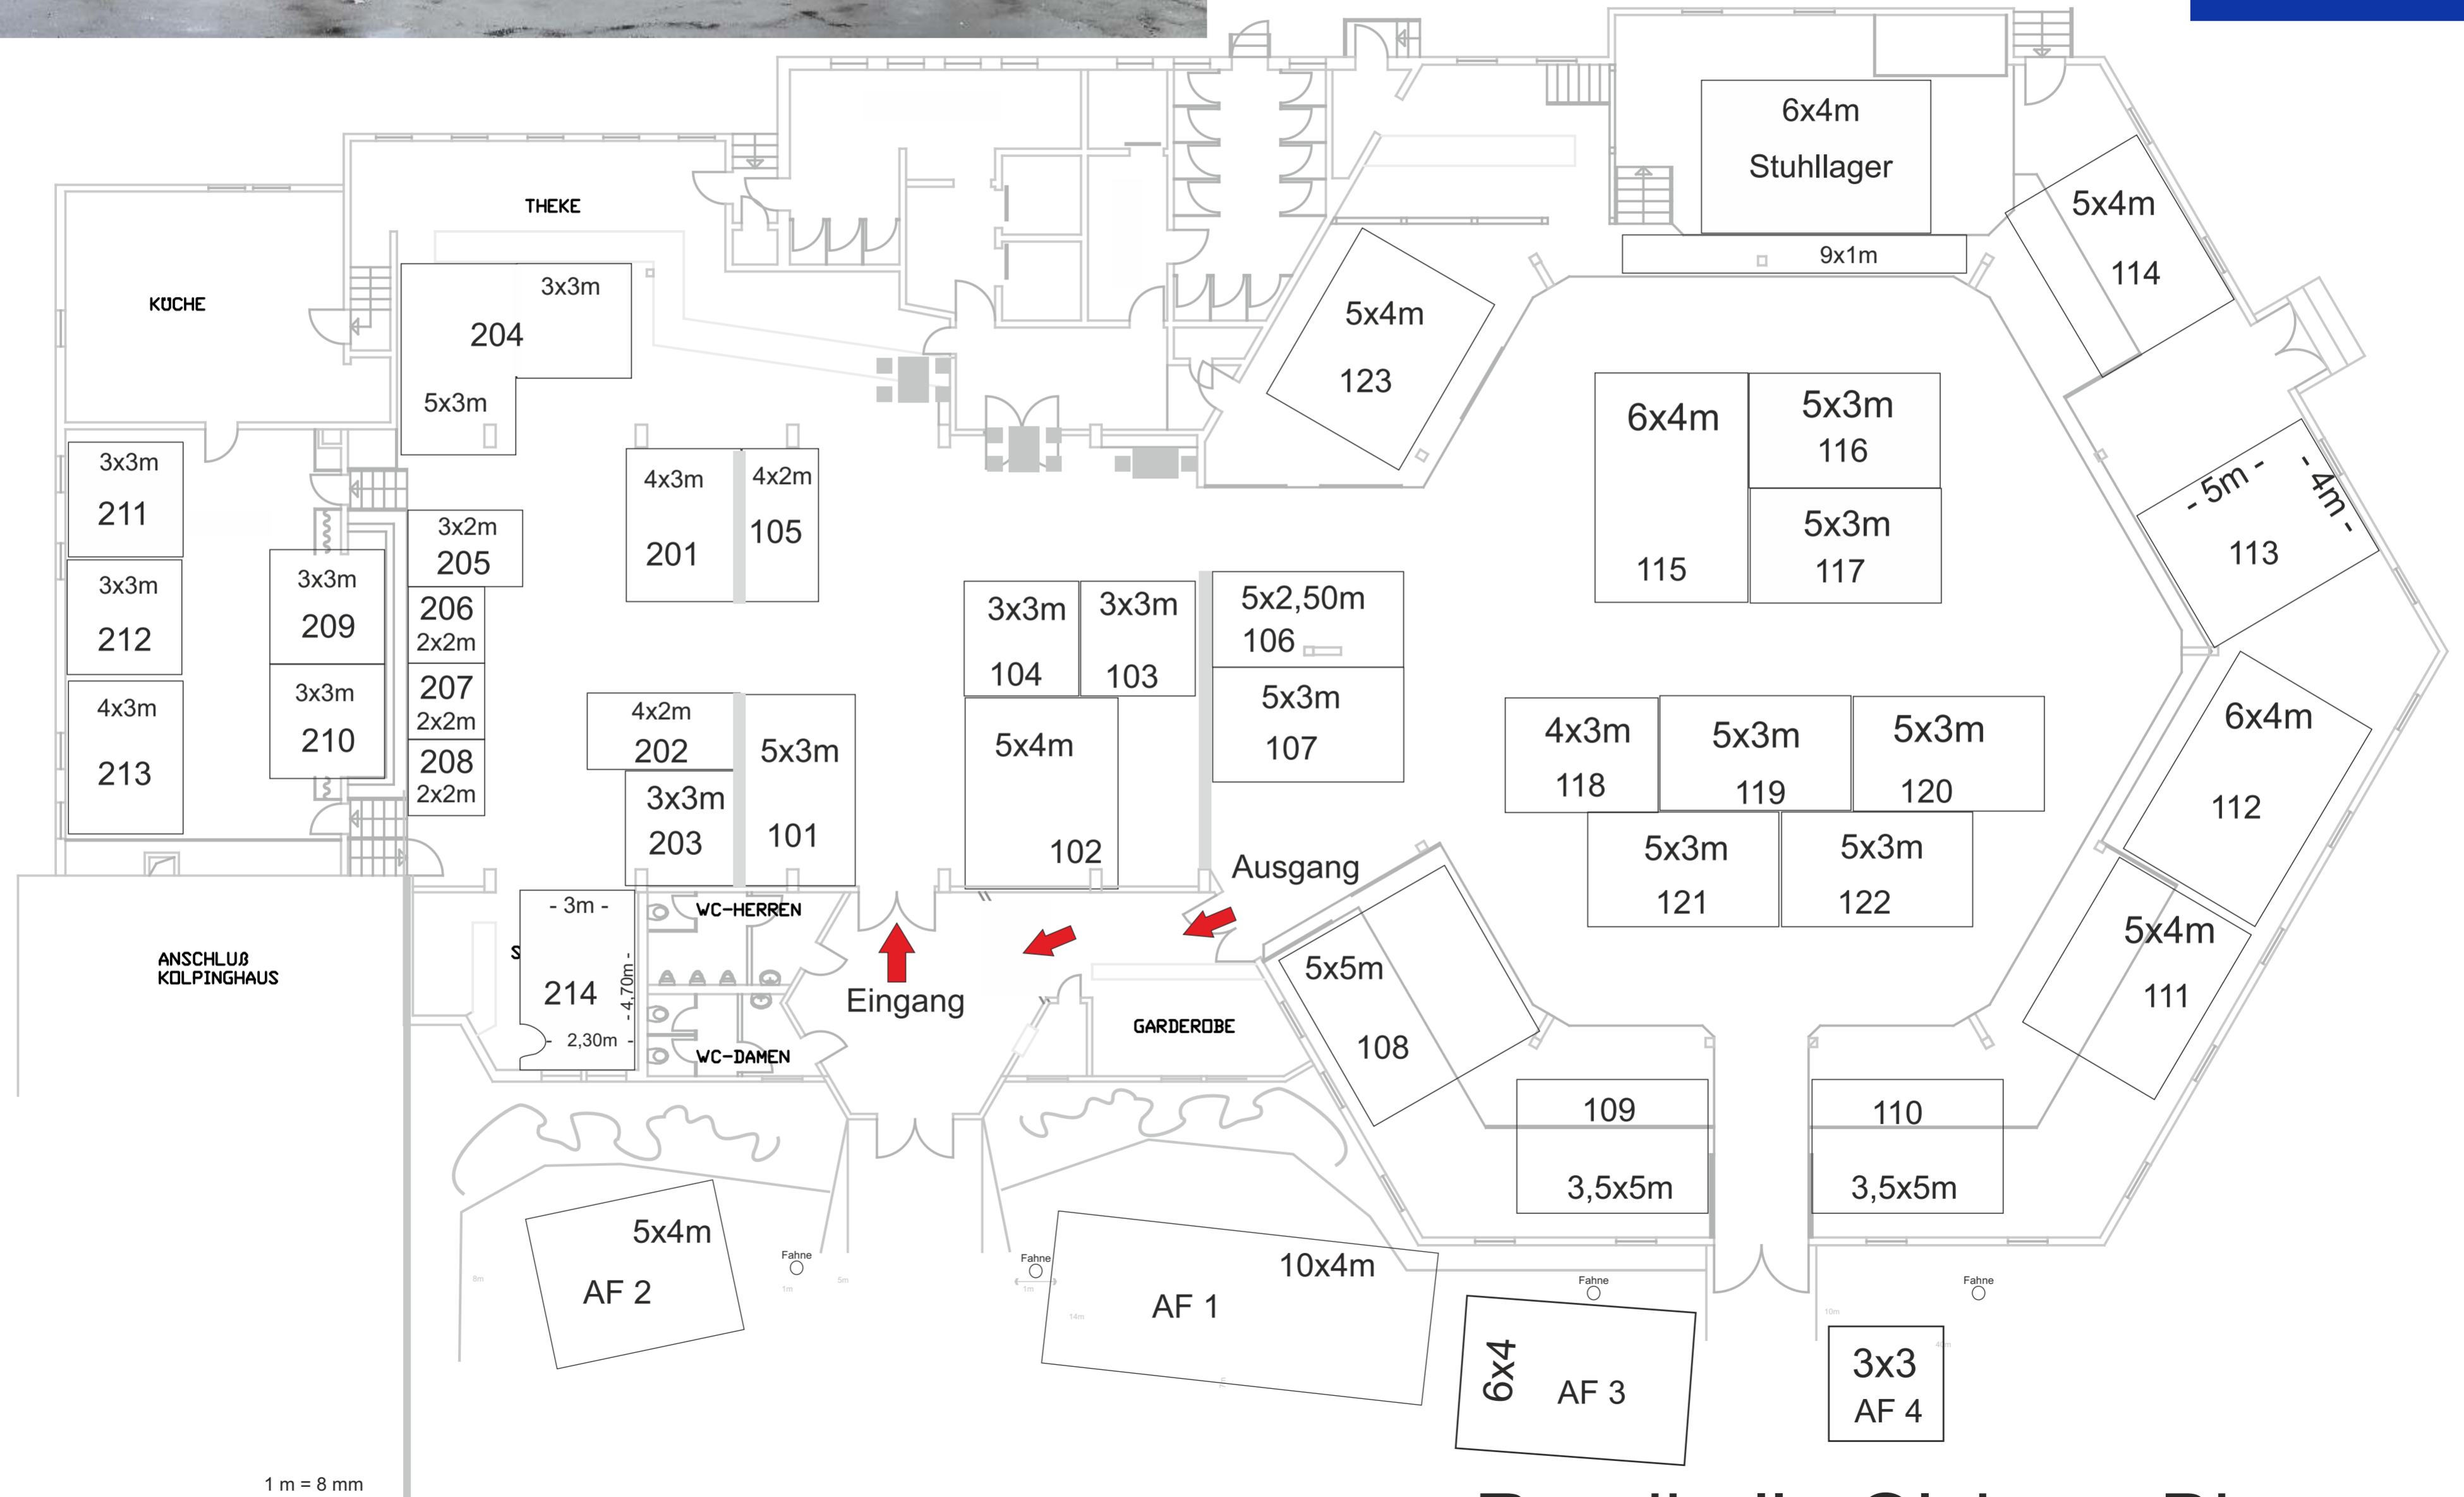 6x4m
Stuhllager
9x1m
THEKE
KÜCHE
3x3m
204
5x3m
5x4m
123
5x4m
114
6x4m
115
5x3m
116
5x3m
117
- 5m -
- 4m -
113
3x3m
211
3x3m
212
4x3m
213
3x3m
209
3x3m
210
3x2m
205
206
2x2m
207
2x2m
208
2x2m
4x3m
201
4x2m
105
4x2m
202
3x3m
203
5x3m
101
3x3m
104
3x3m
103
5x4m
102
5x2,50m
106
5x3m
107
4x3m
118
5x3m
119
5x3m
120
5x3m
121
5x3m
122
6x4m
112
5x4m
111
Ausgang
Eingang
WC-HERREN
WC-DAMEN
GARDEROBE
ANSCHLUß
KOLPINGHAUS
S
- 3m -
214
- 4,70m -
- 2,30m -
5x5m
108
109
3,5x5m
110
3,5x5m
5x4m
AF 2
Fahne
8m
1m
5m
Fahne
1m
14m
10x4m
AF 1
Fahne
6x4
AF 3
Fahne
10m
3x3
AF 4
1 m = 8 mm